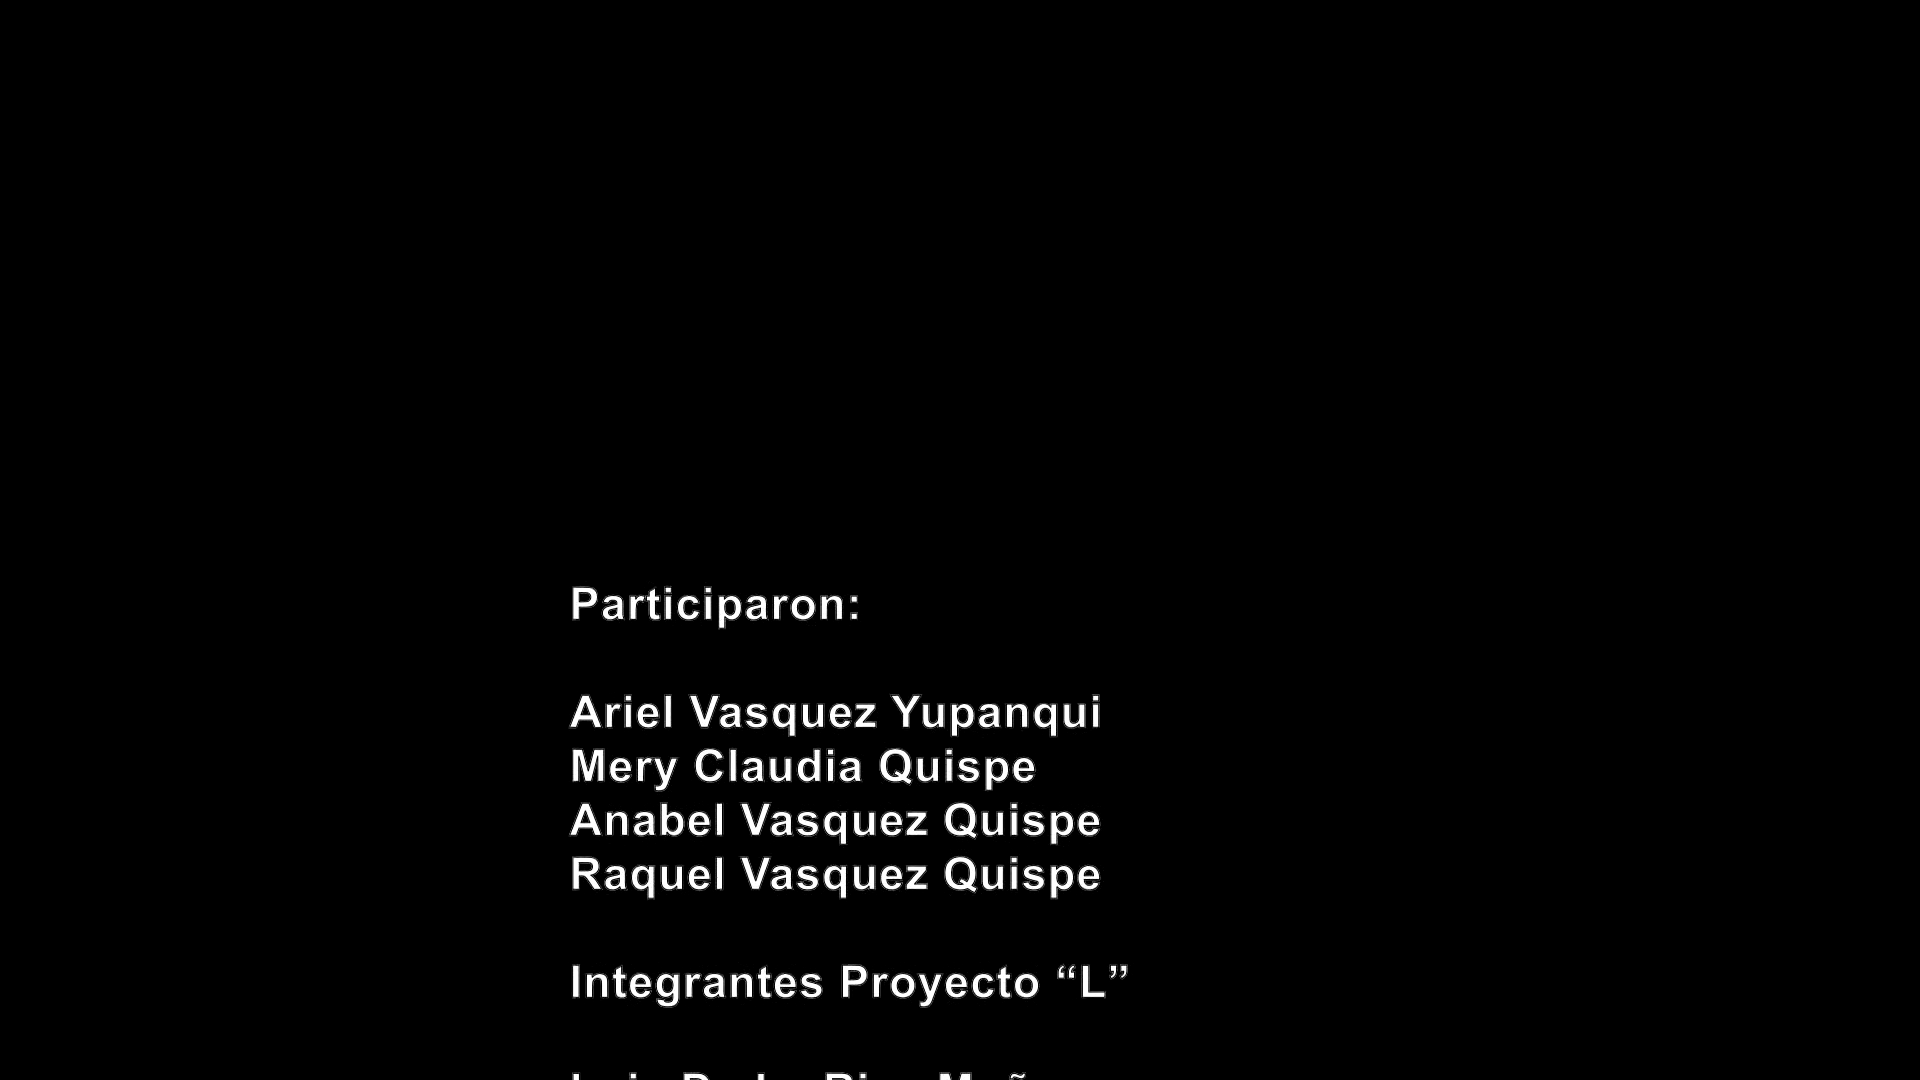 Participaron:
Ariel Vasquez Yupanqui
Mery Claudia Quispe
Anabel Vasquez Quispe
Raquel Vasquez Quispe
Integrantes Proyecto “L”